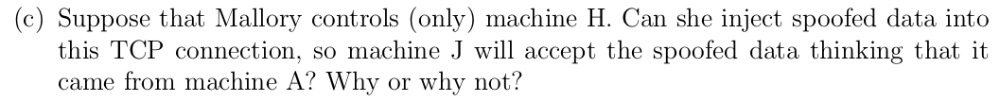 (c) Suppose that Mallory controls (only) machine H. Can she inject spoofed data into
this TCP connection, so machine J will accept the spoofed data thinking that it
came from machine A? Why or why not?